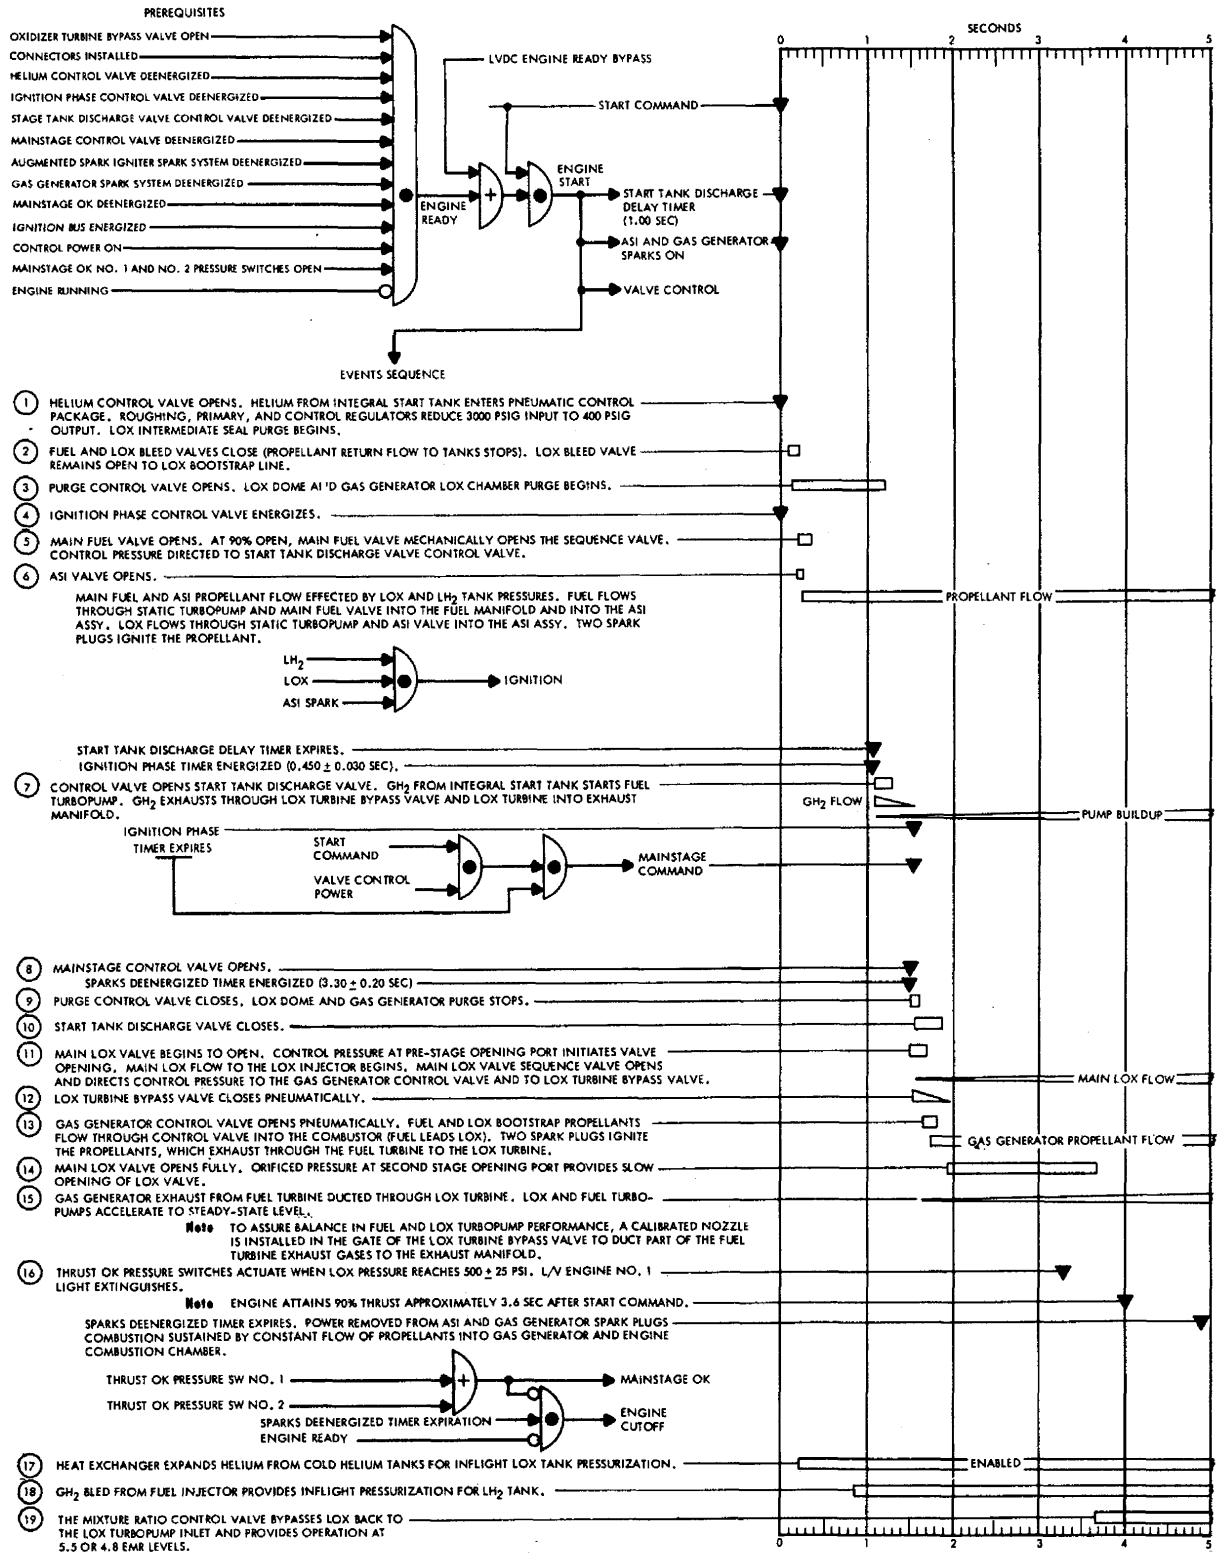 PREREQUISITES
OXIDIZER TURBINE BYPASS VALVE OPEN
CONNECTORS INSTALLED
HELIUM CONTROL VALVE DEENERGIZED
IGNITION PHASE CONTROL VALVE DEENERGIZED
STAGE TANK DISCHARGE VALVE CONTROL VALVE DEENERGIZED
MAINSTAGE CONTROL VALVE DEENERGIZED
AUGMENTED SPARK IGNITER SPARK SYSTEM DEENERGIZED
GAS GENERATOR SPARK SYSTEM DEENERGIZED
MAINSTAGE OK DEENERGIZED
IGNITION BUS ENERGIZED
CONTROL POWER ON
MAINSTAGE OK NO. 1 AND NO. 2 PRESSURE SWITCHES OPEN
ENGINE RUNNING
ENGINE
READY
+
LVDC ENGINE READY BYPASS
START COMMAND
ENGINE
START
START TANK DISCHARGE
DELAY TIMER
(1.00 SEC)
ASI AND GAS GENERATOR
SPARKS ON
VALVE CONTROL
EVENTS SEQUENCE
SECONDS
0 1 2 3 4 5
1 HELIUM CONTROL VALVE OPENS. HELIUM FROM INTEGRAL START TANK ENTERS PNEUMATIC CONTROL
PACKAGE. ROUGHING, PRIMARY, AND CONTROL REGULATORS REDUCE 3000 PSIG INPUT TO 400 PSIG
OUTPUT. LOX INTERMEDIATE SEAL PURGE BEGINS.
2 FUEL AND LOX BLEED VALVES CLOSE (PROPELLANT RETURN FLOW TO TANKS STOPS). LOX BLEED VALVE
REMAINS OPEN TO LOX BOOTSTRAP LINE.
3 PURGE CONTROL VALVE OPENS. LOX DOME AI'D GAS GENERATOR LOX CHAMBER PURGE BEGINS.
4 IGNITION PHASE CONTROL VALVE ENERGIZES.
5 MAIN FUEL VALVE OPENS. AT 90% OPEN, MAIN FUEL VALVE MECHANICALLY OPENS THE SEQUENCE VALVE.
CONTROL PRESSURE DIRECTED TO START TANK DISCHARGE VALVE CONTROL VALVE.
6 ASI VALVE OPENS.
MAIN FUEL AND ASI PROPELLANT FLOW EFFECTED BY LOX AND LH2 TANK PRESSURES. FUEL FLOWS
THROUGH STATIC TURBOPUMP AND MAIN FUEL VALVE INTO THE FUEL MANIFOLD AND INTO THE ASI
ASSY. LOX FLOWS THROUGH STATIC TURBOPUMP AND ASI VALVE INTO THE ASI ASSY. TWO SPARK
PLUGS IGNITE THE PROPELLANT.
PROPELLANT FLOW
LH2
LOX
ASI SPARK
IGNITION
START TANK DISCHARGE DELAY TIMER EXPIRES.
IGNITION PHASE TIMER ENERGIZED (0.450 ± 0.030 SEC).
7 CONTROL VALVE OPENS START TANK DISCHARGE VALVE. GH2 FROM INTEGRAL START TANK STARTS FUEL
TURBOPUMP. GH2 EXHAUSTS THROUGH LOX TURBINE BYPASS VALVE AND LOX TURBINE INTO EXHAUST
MANIFOLD.
GH2 FLOW
PUMP BUILDUP
IGNITION PHASE
TIMER EXPIRES
START
COMMAND
VALVE CONTROL
POWER
MAINSTAGE
COMMAND
8 MAINSTAGE CONTROL VALVE OPENS.
SPARKS DEENERGIZED TIMER ENERGIZED (3.30 ± 0.20 SEC)
9 PURGE CONTROL VALVE CLOSES. LOX DOME AND GAS GENERATOR PURGE STOPS.
10 START TANK DISCHARGE VALVE CLOSES.
11 MAIN LOX VALVE BEGINS TO OPEN. CONTROL PRESSURE AT PRE-STAGE OPENING PORT INITIATES VALVE
OPENING. MAIN LOX FLOW TO THE LOX INJECTOR BEGINS. MAIN LOX VALVE SEQUENCE VALVE OPENS
AND DIRECTS CONTROL PRESSURE TO THE GAS GENERATOR CONTROL VALVE AND TO LOX TURBINE BYPASS VALVE.
MAIN LOX FLOW
12 LOX TURBINE BYPASS VALVE CLOSES PNEUMATICALLY.
13 GAS GENERATOR CONTROL VALVE OPENS PNEUMATICALLY. FUEL AND LOX BOOTSTRAP PROPELLANTS
FLOW THROUGH CONTROL VALVE INTO THE COMBUSTOR (FUEL LEADS LOX). TWO SPARK PLUGS IGNITE
THE PROPELLANTS, WHICH EXHAUST THROUGH THE FUEL TURBINE TO THE LOX TURBINE.
GAS GENERATOR PROPELLANT FLOW
14 MAIN LOX VALVE OPENS FULLY. ORIFICED PRESSURE AT SECOND STAGE OPENING PORT PROVIDES SLOW
OPENING OF LOX VALVE.
15 GAS GENERATOR EXHAUST FROM FUEL TURBINE DUCTED THROUGH LOX TURBINE. LOX AND FUEL TURBO-
PUMPS ACCELERATE TO STEADY-STATE LEVEL.
Note TO ASSURE BALANCE IN FUEL AND LOX TURBOPUMP PERFORMANCE, A CALIBRATED NOZZLE
IS INSTALLED IN THE GATE OF THE LOX TURBINE BYPASS VALVE TO DUCT PART OF THE FUEL
TURBINE EXHAUST GASES TO THE EXHAUST MANIFOLD.
16 THRUST OK PRESSURE SWITCHES ACTUATE WHEN LOX PRESSURE REACHES 500 ± 25 PSI. L/V ENGINE NO. 1
LIGHT EXTINGUISHES.
Note ENGINE ATTAINS 90% THRUST APPROXIMATELY 3.6 SEC AFTER START COMMAND.
SPARKS DEENERGIZED TIMER EXPIRES. POWER REMOVED FROM ASI AND GAS GENERATOR SPARK PLUGS
COMBUSTION SUSTAINED BY CONSTANT FLOW OF PROPELLANTS INTO GAS GENERATOR AND ENGINE
COMBUSTION CHAMBER.
THRUST OK PRESSURE SW NO. 1
THRUST OK PRESSURE SW NO. 2
+
MAINSTAGE OK
SPARKS DEENERGIZED TIMER EXPIRATION
ENGINE READY
ENGINE
CUTOFF
17 HEAT EXCHANGER EXPANDS HELIUM FROM COLD HELIUM TANKS FOR INFLIGHT LOX TANK PRESSURIZATION.
ENABLED
18 GH2 BLED FROM FUEL INJECTOR PROVIDES INFLIGHT PRESSURIZATION FOR LH2 TANK.
19 THE MIXTURE RATIO CONTROL VALVE BYPASSES LOX BACK TO
THE LOX TURBOPUMP INLET AND PROVIDES OPERATION AT
5.5 OR 4.8 EMR LEVELS.
0 1 2 3 4 5